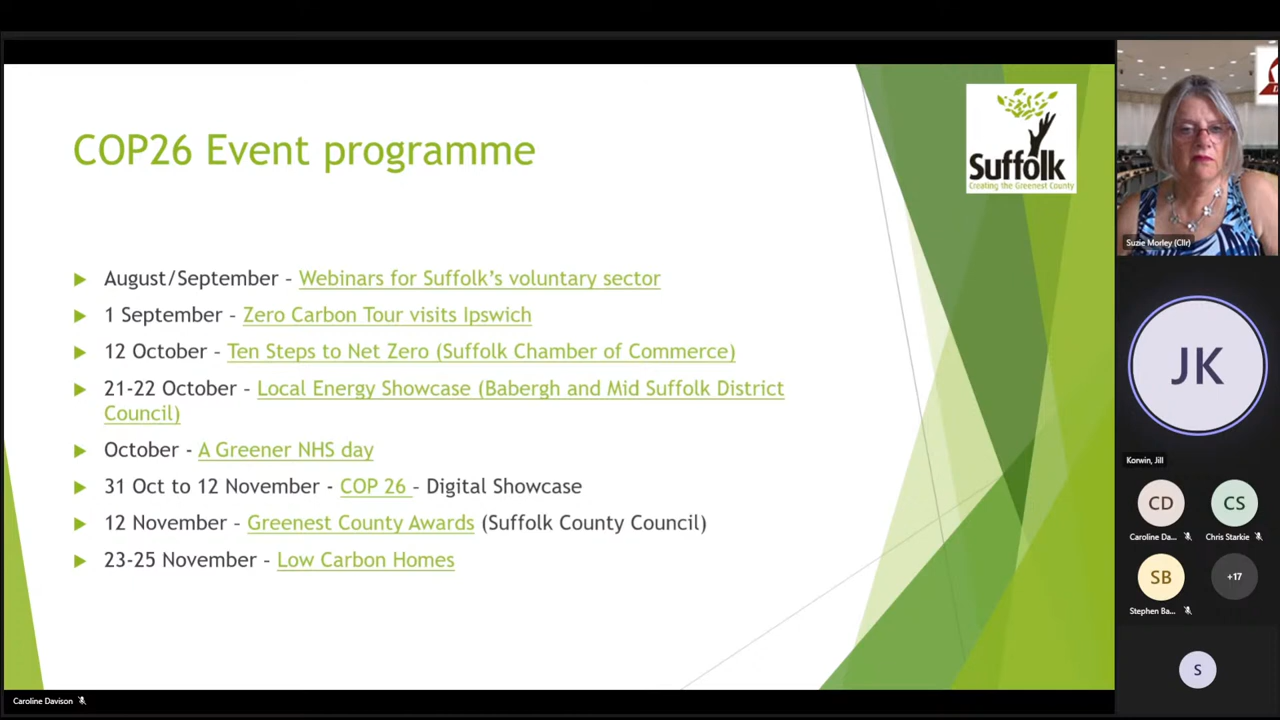 COP26 Event programme
Suffolk
Creating the Greenest County
August/September - Webinars for Suffolk's voluntary sector
1 September - Zero Carbon Tour visits Ipswich
12 October - Ten Steps to Net Zero (Suffolk Chamber of Commerce)
21-22 October - Local Energy Showcase (Babergh and Mid Suffolk District
Council)
October - A Greener NHS day
31 Oct to 12 November - COP 26 - Digital Showcase
12 November - Greenest County Awards (Suffolk County Council)
23-25 November - Low Carbon Homes
Caroline Davison
Suzie Morley (Cllr)
JK
Korwin, Jill
CD
CS
Caroline Da...
Chris Starkie
SB
+17
Stephen Ba...
S